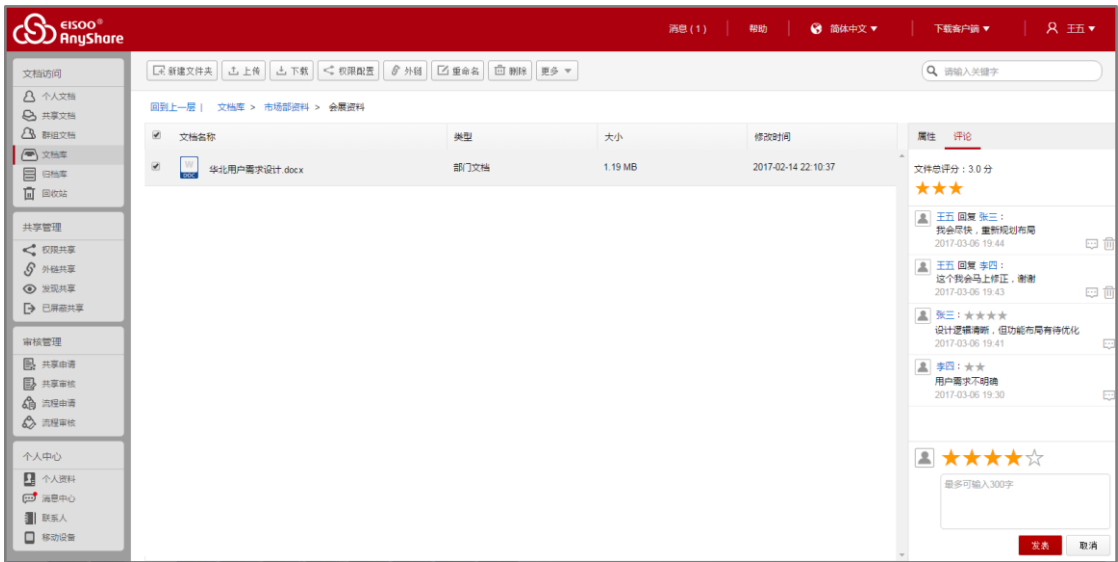 EISOO®
AnyShare
消息(1)
帮助
简体中文
下载客户端
王五
文档访问
个人文档
共享文档
群组文档
文档库
归档库
回收站
共享管理
权限共享
外链共享
发现共享
已屏蔽共享
审核管理
共享申请
共享审核
流程申请
流程审核
个人中心
个人资料
消息中心
联系人
移动设备
新建文件夹 上传 下载 权限配置 外链 重命名 删除 更多
请输入关键字
回到上一层 | 文档库 > 市场部资料 > 会展资料
文档名称 类型 大小 修改时间
W DOC 华北用户需求设计.docx 部门文档 1.19 MB 2017-02-14 22:10:37
属性 评论
文件总评分:3.0 分
王五 回复 张三:
我会尽快,重新规划布局
2017-03-06 19:44
王五 回复 李四:
这个我会马上修正,谢谢
2017-03-06 19:43
张三:★★★★
设计逻辑清晰,但功能布局有待优化
2017-03-06 19:41
李四:★★
用户需求不明确
2017-03-06 19:30
最多可输入300字
发表 取消